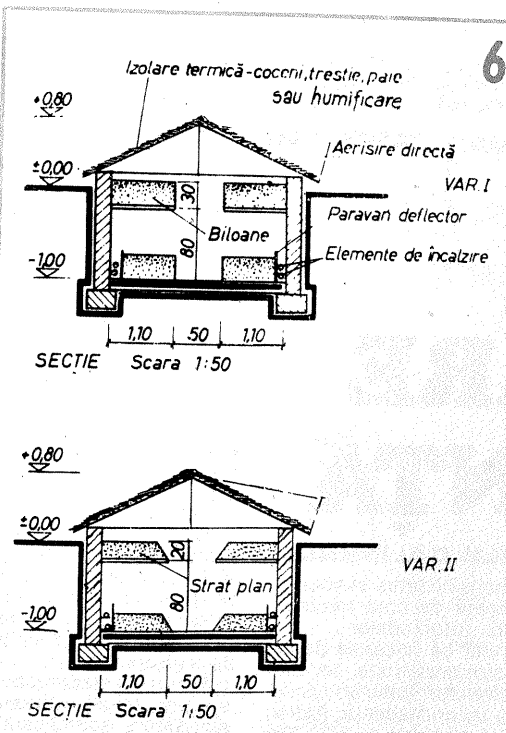 6
Izolare termică-coceni, trestie, paie
sau humificare
+0,80
Aerisire directă
±0,00
VAR. I
30
Paravan deflector
Biloane
80
Elemente de încalzire
-1,00
1,10 .50 1,10
SECȚIE Scara 1:50
+0,80
±0,00
20
VAR. II
Strat plan
80
-1,00
1,10 50 1,10
SECȚIE Scara 1:50